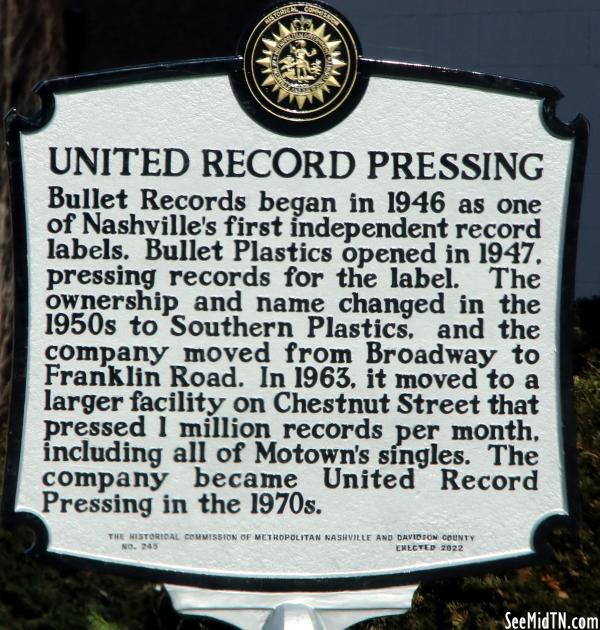 HISTORICAL COMMISSION
UNITED RECORD PRESSING
Bullet Records began in 1946 as one
of Nashville's first independent record
labels. Bullet Plastics opened in 1947,
pressing records for the label. The
ownership and name changed in the
1950s to Southern Plastics, and the
company moved from Broadway to
Franklin Road. In 1963, it moved to a
larger facility on Chestnut Street that
pressed 1 million records per month,
including all of Motown's singles. The
company became United Record
Pressing in the 1970s.
THE HISTORICAL COMMISSION OF METROPOLITAN NASHVILLE AND DAVIDSON COUNTY
NO. 245 ERECTED 2022
SeeMidTN.com